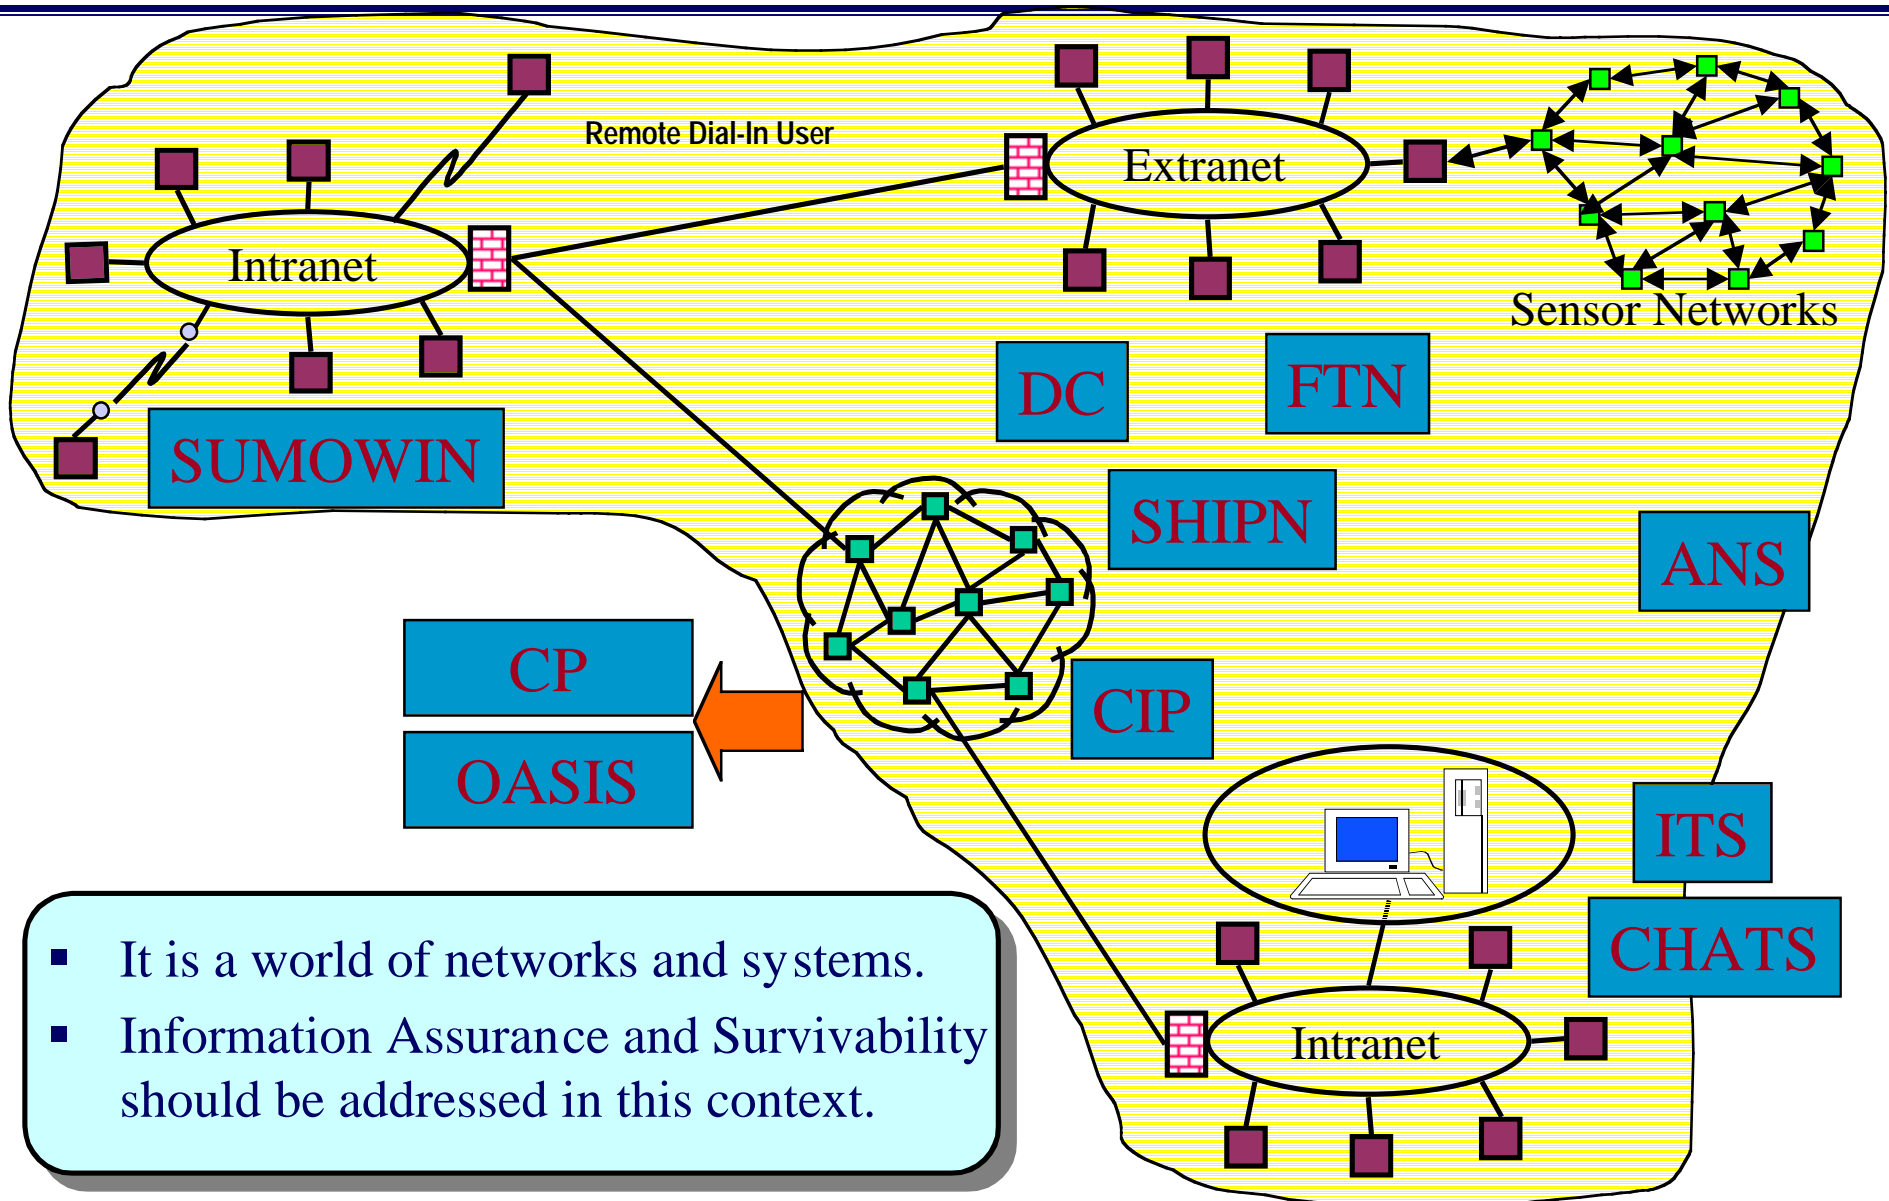 Remote Dial-In User
Extranet
Intranet
Sensor Networks
DC
FTN
SUMOWIN
SHIPN
ANS
CP
OASIS
CIP
ITS
CHATS
Intranet
It is a world of networks and systems.
Information Assurance and Survivability
should be addressed in this context.